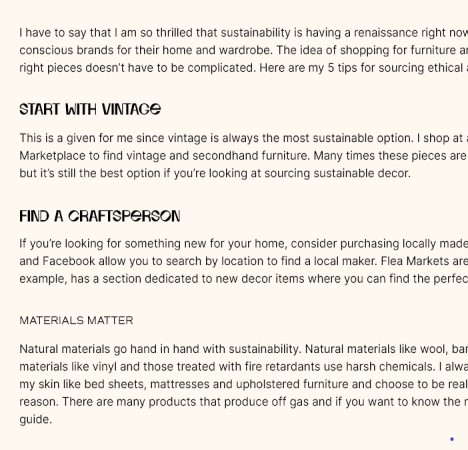 I have to say that I am so thrilled that sustainability is having a renaissance right now
conscious brands for their home and wardrobe. The idea of shopping for furniture
right pieces doesn't have to be complicated. Here are my 5 tips for sourcing ethical
START WITH VINTAGE
This is a given for me since vintage is always the most sustainable option. I shop at
Marketplace to find vintage and secondhand furniture. Many times these pieces are
but it's still the best option if you're looking at sourcing sustainable decor.
FIND A CRAFTSPERSON
If you're looking for something new for your home, consider purchasing locally made
and Facebook allow you to search by location to find a local maker. Flea Markets are
example, has a section dedicated to new decor items where you can find the
MATERIALS MATTER
Natural materials go hand in hand with sustainability. Natural materials like wool,
materials like vinyl and those treated with fire retardants use harsh chemicals. I
my skin like bed sheets, mattresses and upholstered furniture and choose to be
reason. There are many products that produce off gas and if you want to know the
guide.